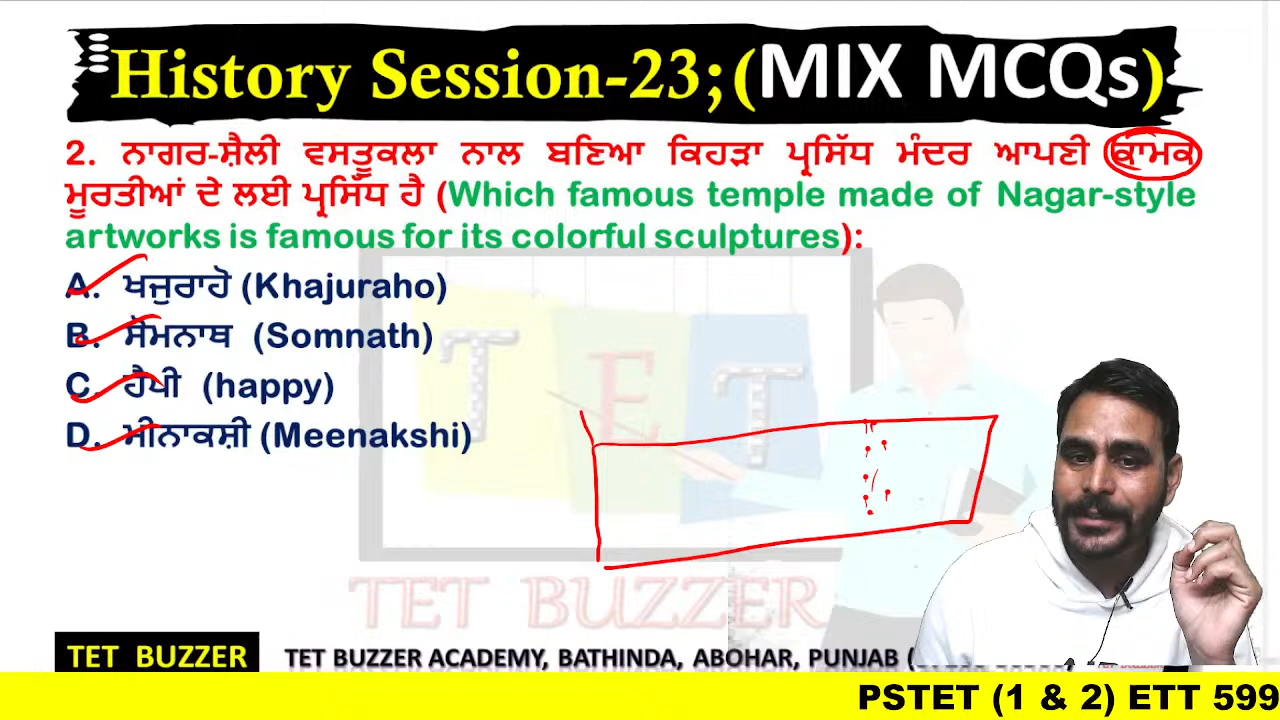 History Session-23;(MIX MCQs)
2. ਨਾਗਰ-ਸ਼ੈਲੀ ਵਸਤੂਕਲਾ ਨਾਲ ਬਣਿਆ ਕਿਹੜਾ ਪ੍ਰਸਿੱਧ ਮੰਦਰ ਆਪਣੀ ਕਾਮਕ
ਮੂਰਤੀਆਂ ਦੇ ਲਈ ਪ੍ਰਸਿੱਧ ਹੈ (Which famous temple made of Nagar-style
artworks is famous for its colorful sculptures):
A. ਖਜੁਰਾਹੋ (Khajuraho)
B. ਸੋਮਨਾਥ (Somnath)
C. ਹੈਪੀ (happy)
D. ਮੀਨਾਕਸ਼ੀ (Meenakshi)
TET
TET BUZZER
TET BUZZER
TET BUZZER ACADEMY, BATHINDA, ABOHAR, PUNJAB
PSTET (1 & 2) ETT 599